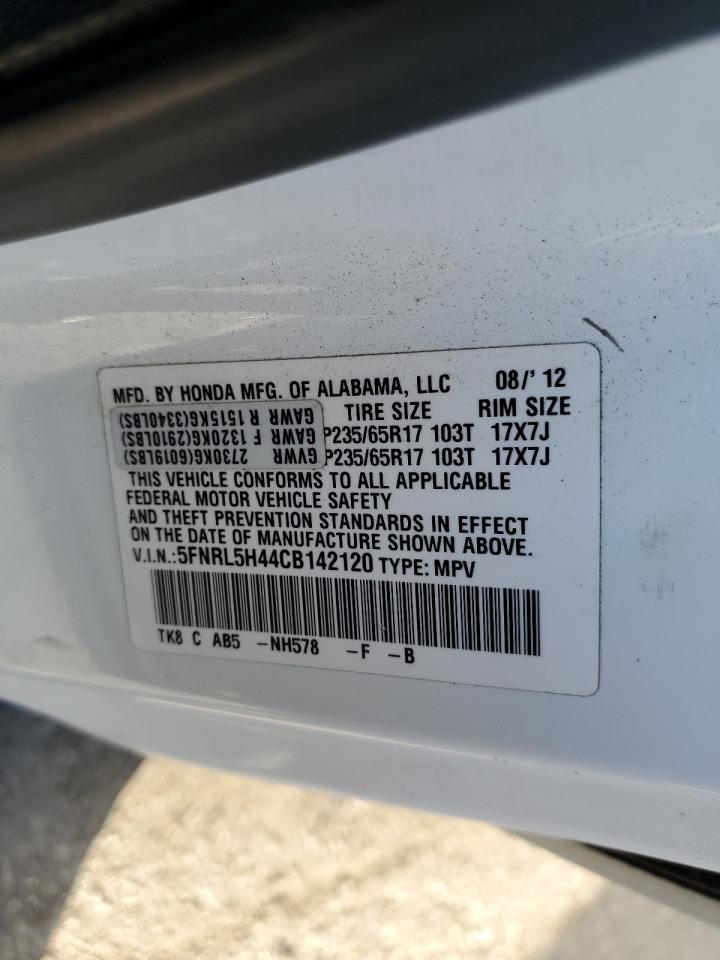 MFD. BY HONDA MFG. OF ALABAMA, LLC 08/' 12
TIRE SIZE RIM SIZE
P235/65R17 103T 17X7J
P235/65R17 103T 17X7J
GVWR 2730KG(6019LBS)
GAWR F 1320KG(2910LBS)
GAWR R 1515KG(3340LBS)
THIS VEHICLE CONFORMS TO ALL APPLICABLE
FEDERAL MOTOR VEHICLE SAFETY
AND THEFT PREVENTION STANDARDS IN EFFECT
ON THE DATE OF MANUFACTURE SHOWN ABOVE.
V.I.N.:5FNRL5H44CB142120 TYPE: MPV
TK8 C AB5 -NH578 -F -B